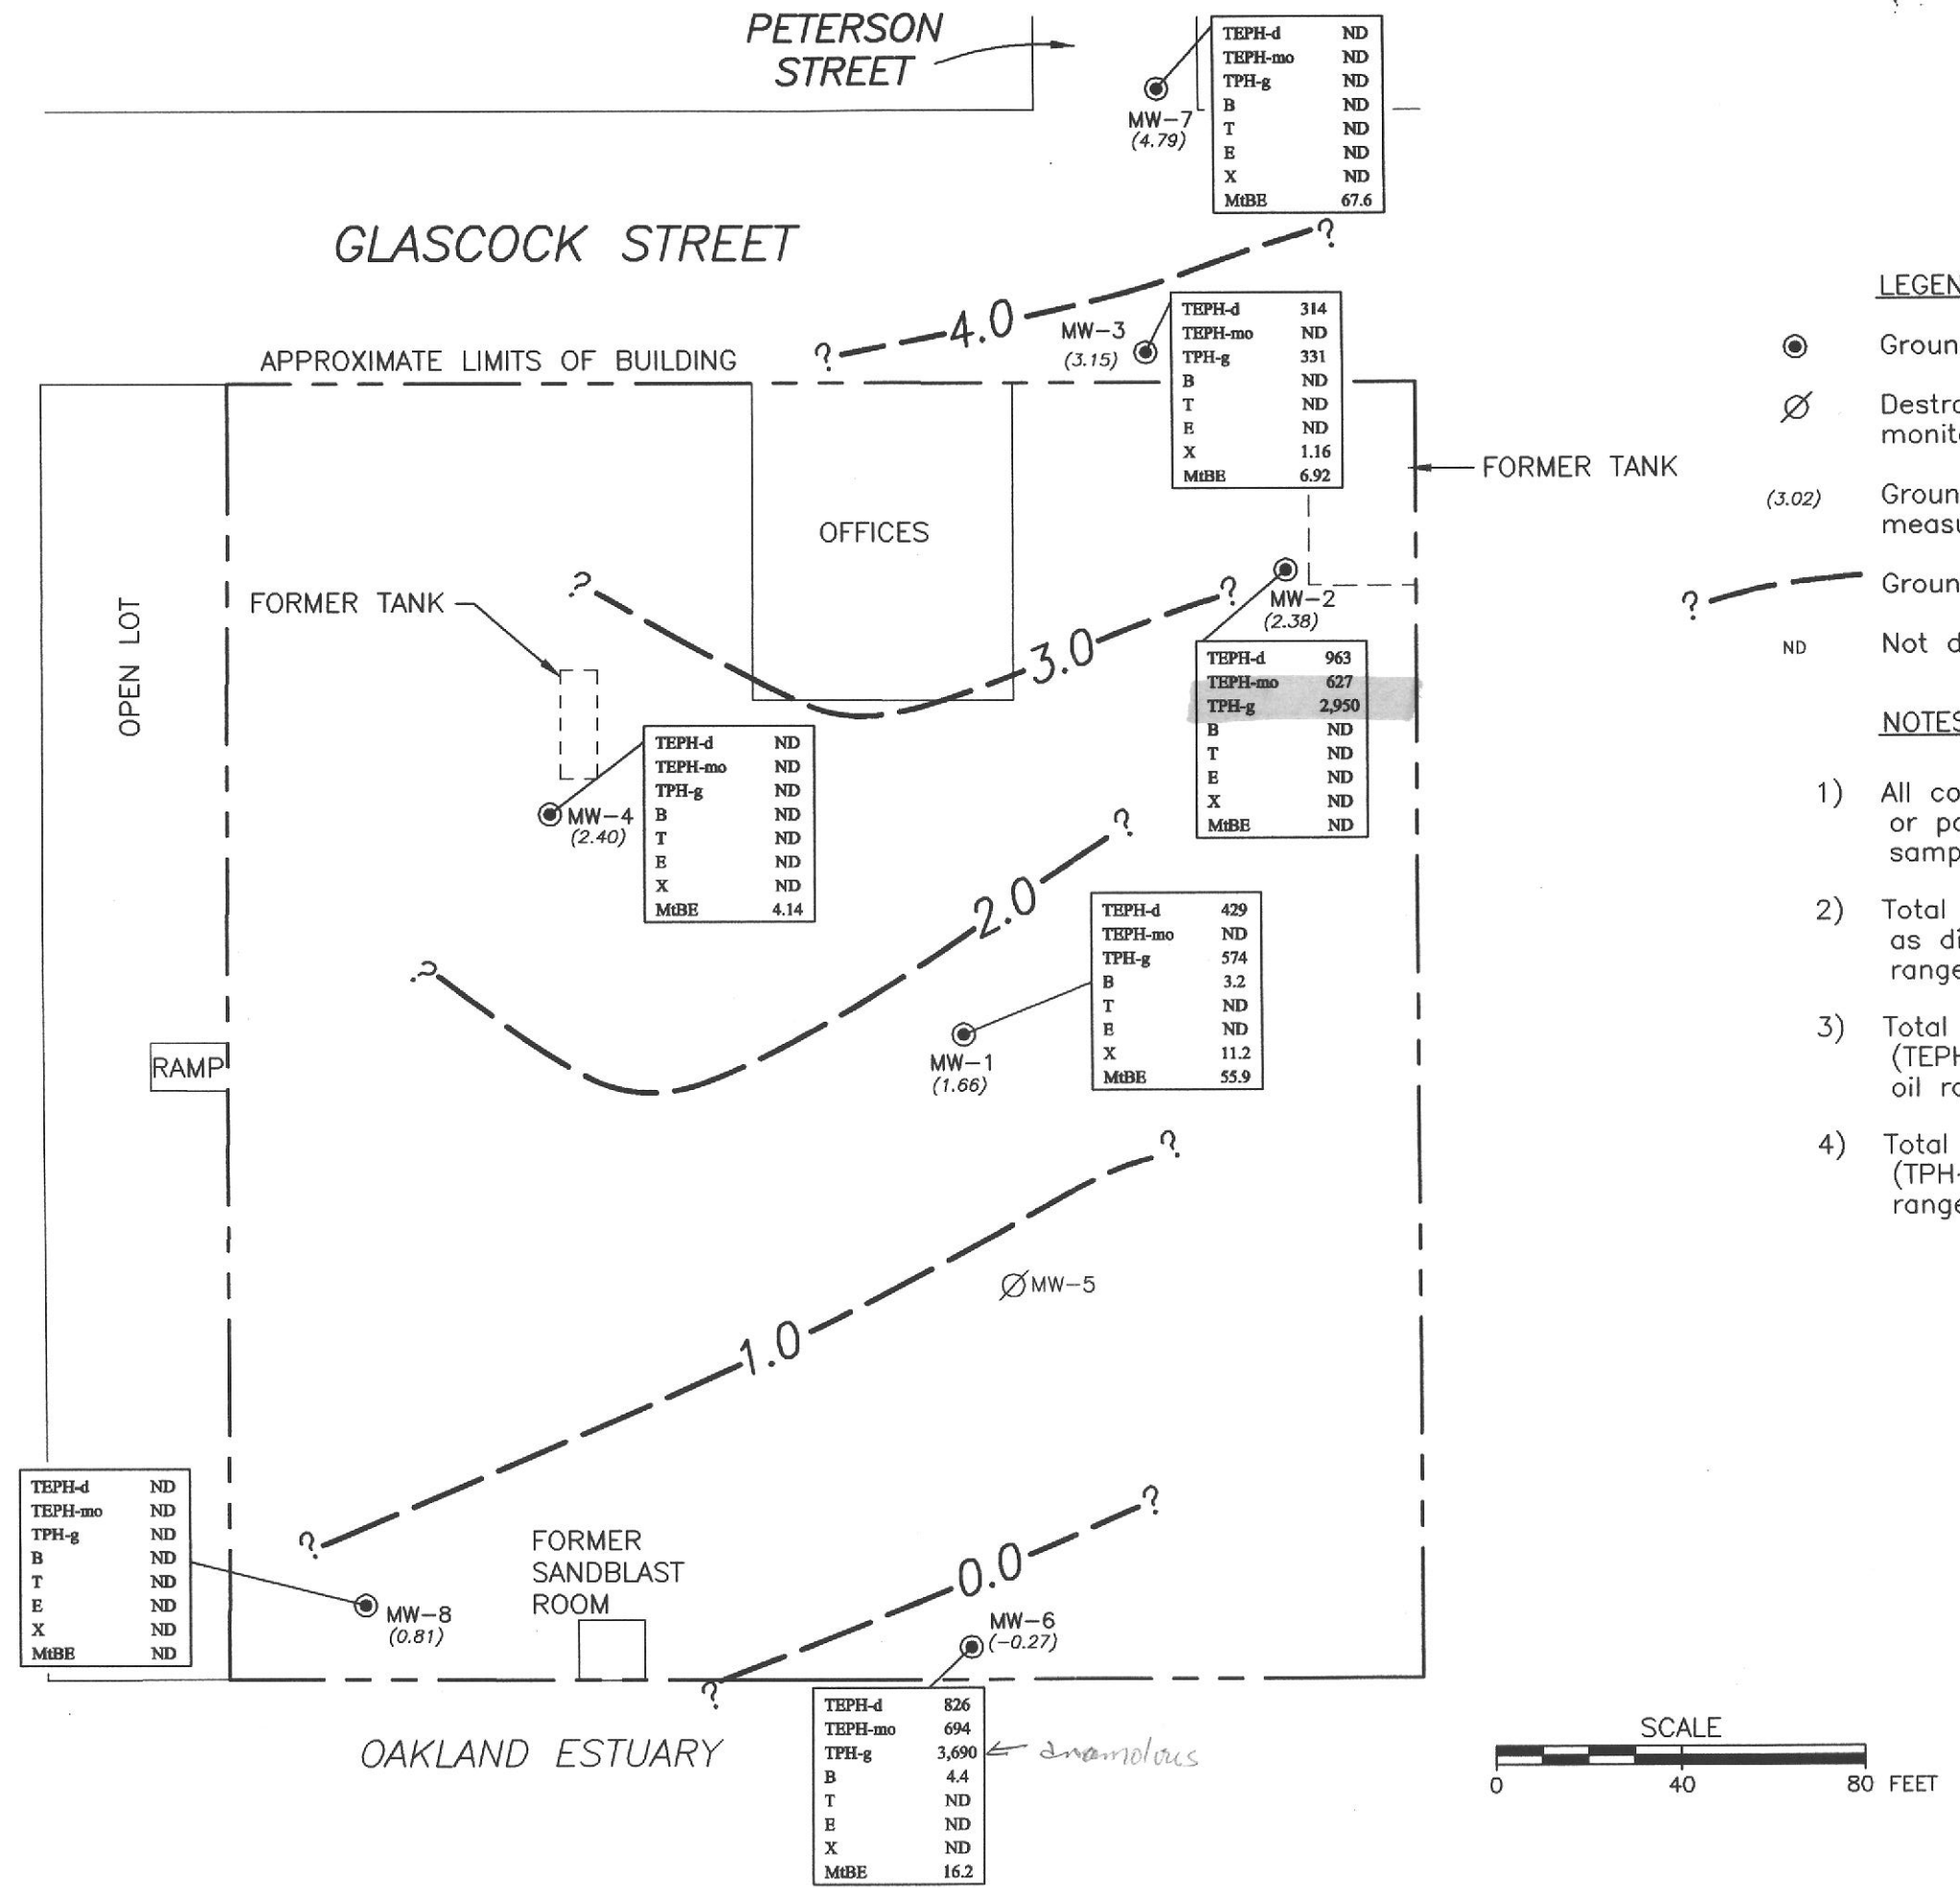 PETERSON
STREET
TEPH-d ND
TEPH-mo ND
TPH-g ND
B ND
T ND
E ND
X ND
MtBE 67.6
MW-7
(4.79)
GLASCOCK STREET
?
4.0
?
MW-3
(3.15)
TEPH-d 314
TEPH-mo ND
TPH-g 331
B ND
T ND
E ND
X 1.16
MtBE 6.92
APPROXIMATE LIMITS OF BUILDING
FORMER TANK
OFFICES
OPEN LOT
FORMER TANK
?
3.0
?
MW-2
(2.38)
TEPH-d 963
TEPH-mo 627
TPH-g 2,950
B ND
T ND
E ND
X ND
MtBE ND
MW-4
(2.40)
TEPH-d ND
TEPH-mo ND
TPH-g ND
B ND
T ND
E ND
X ND
MtBE 4.14
?
2.0
?
TEPH-d 429
TEPH-mo ND
TPH-g 574
B 3.2
T ND
E ND
X 11.2
MtBE 55.9
MW-1
(1.66)
RAMP
?
1.0
?
MW-5
TEPH-d ND
TEPH-mo ND
TPH-g ND
B ND
T ND
E ND
X ND
MtBE ND
MW-8
(0.81)
FORMER
SANDBLAST
ROOM
?
0.0
?
MW-6
(-0.27)
TEPH-d 826
TEPH-mo 694
TPH-g 3,690
B 4.4
T ND
E ND
X ND
MtBE 16.2
anamolous
OAKLAND ESTUARY
SCALE
0 40 80 FEET
LEGEN
Groun
Destro
monito
(3.02) Groun
measu
? Groun
ND Not d
NOTES
1) All co
or pa
samp
2) Total
as di
range
3) Total
(TEPH
oil ra
4) Total
(TPH-
range